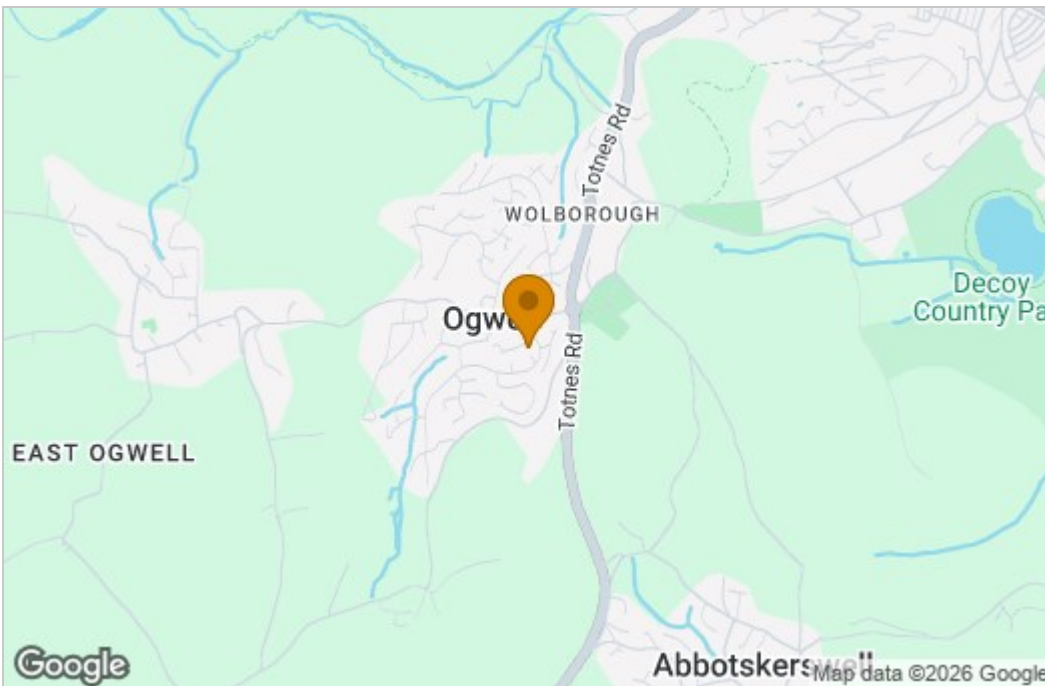 Totnes Rd
WOLBOROUGH
Decoy
Country Pa
Ogwe
Totnes Rd
EAST OGWELL
Abbotskerswell
Google
Map data ©2026 Google